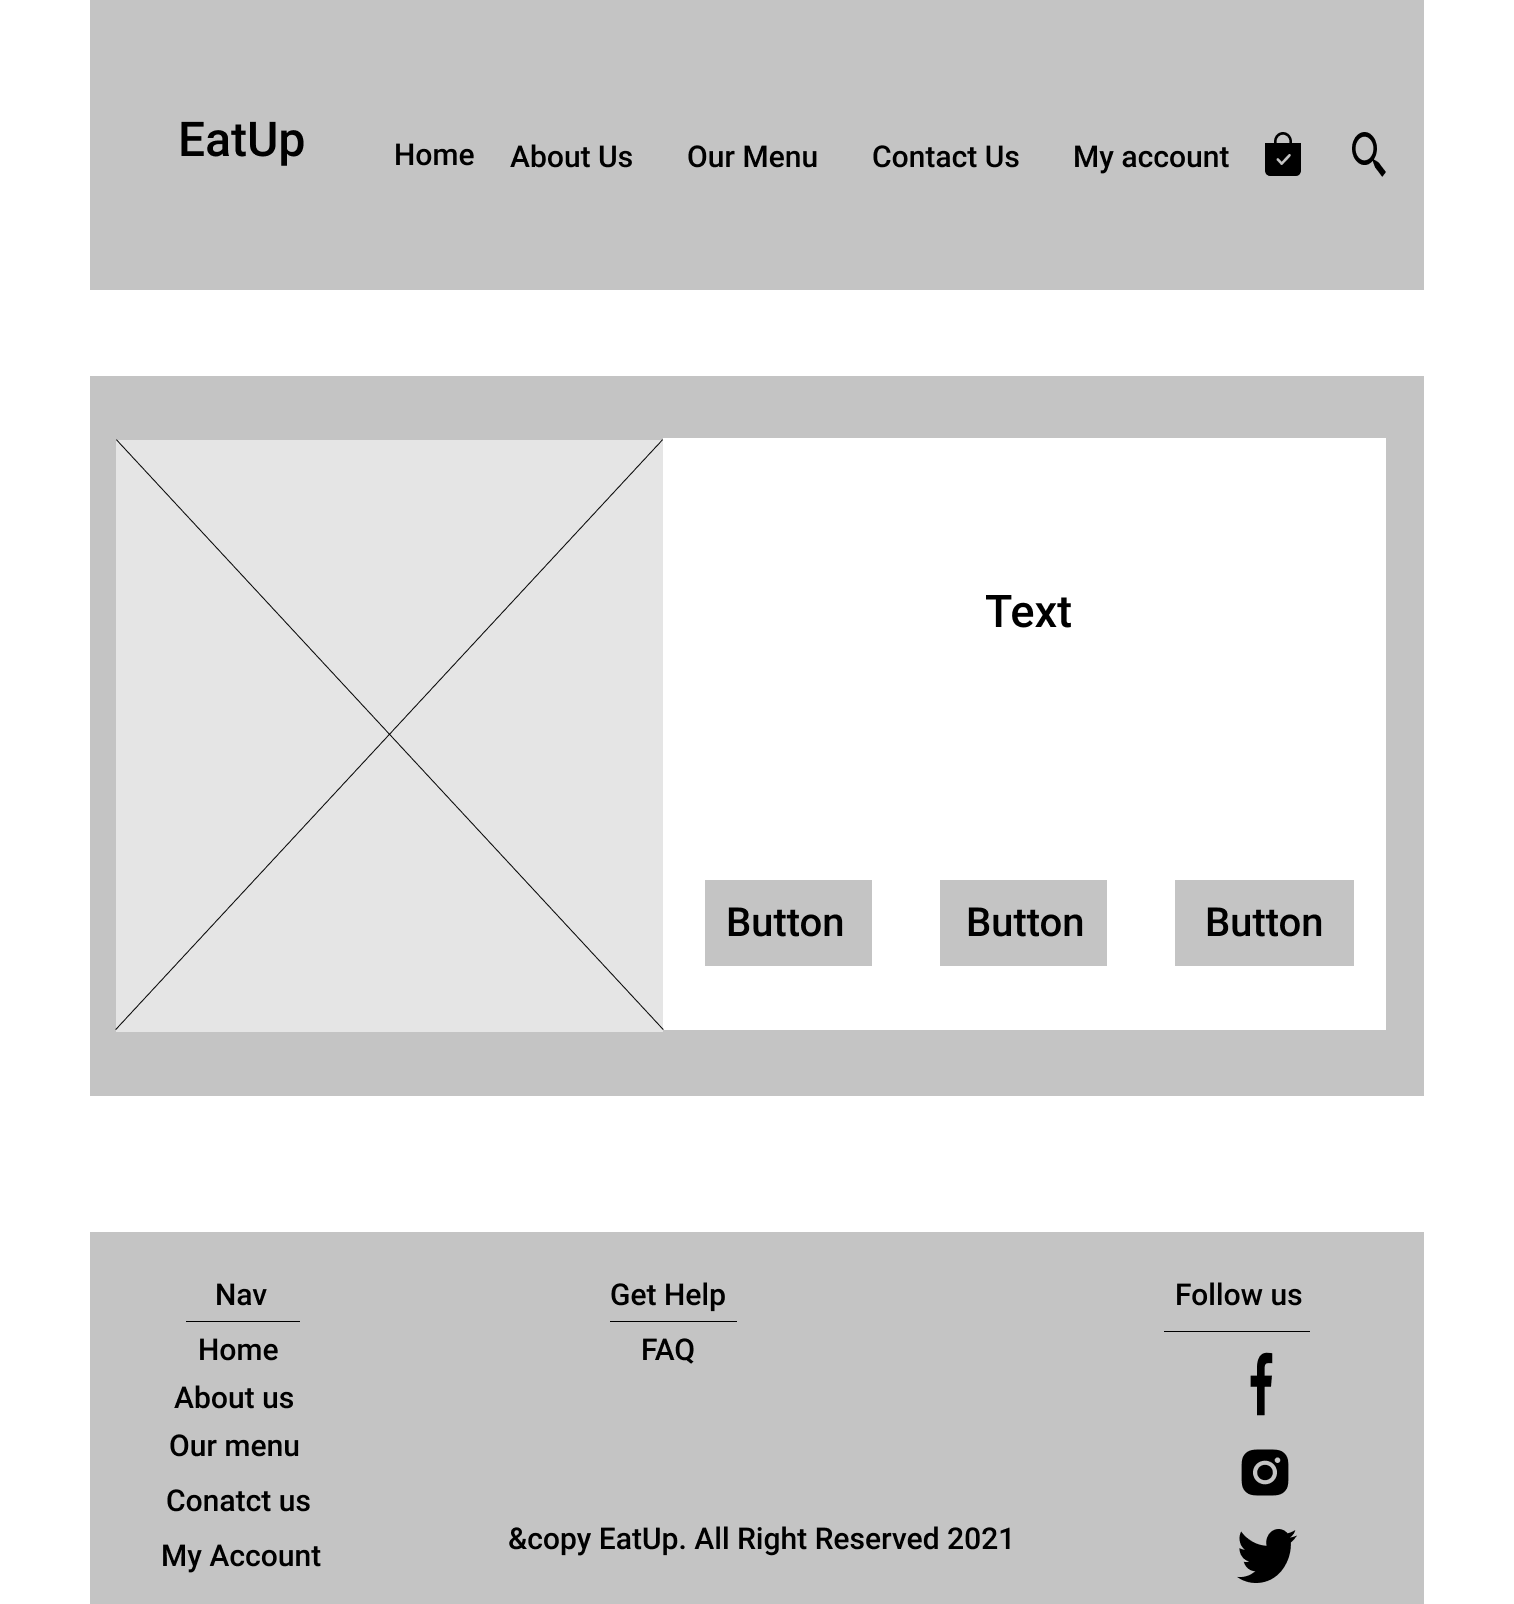 EatUp
Home About Us Our Menu Contact Us My account
Text
Button Button Button
Nav Get Help Follow us
Home FAQ
About us
Our menu
Conatct us
&copy EatUp. All Right Reserved 2021
My Account